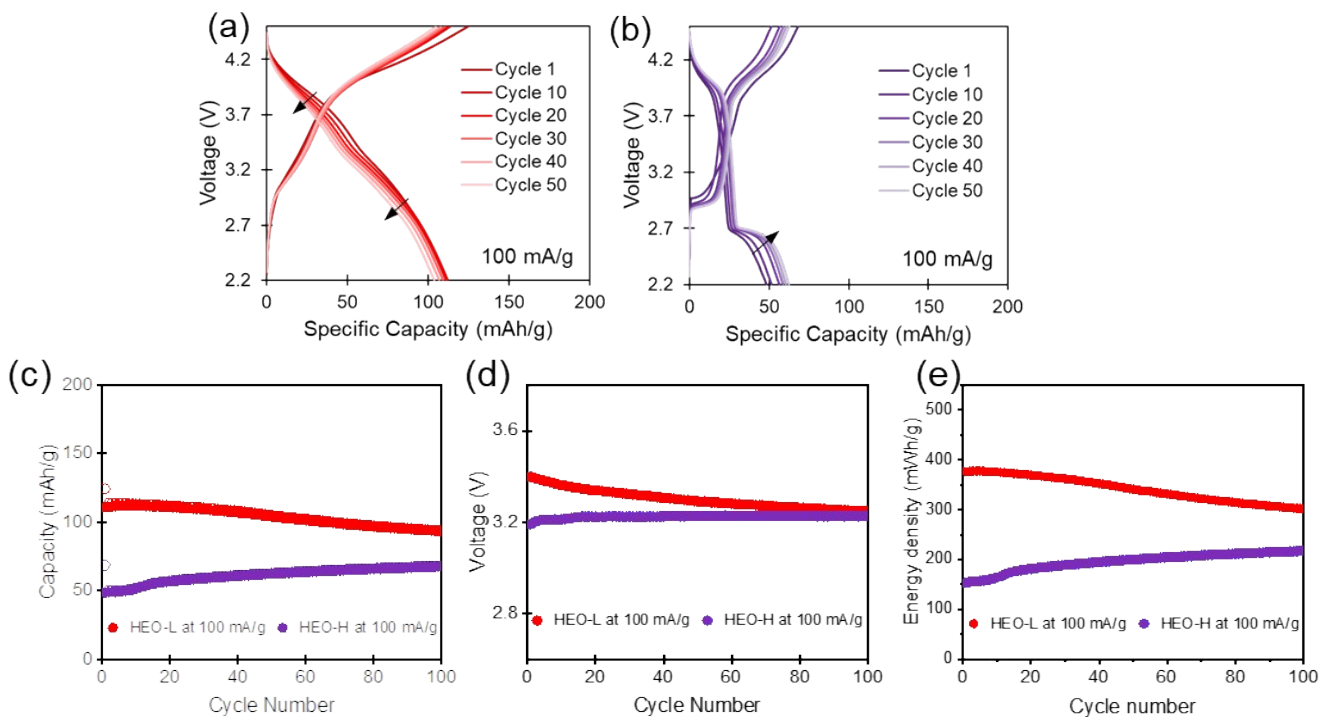 (a)
4.2
3.7
3.2
2.7
2.2
Voltage (V)
Cycle 1
Cycle 10
Cycle 20
Cycle 30
Cycle 40
Cycle 50
100 mA/g
0
50
100
150
200
Specific Capacity (mAh/g)
(b)
4.2
3.7
3.2
2.7
2.2
Voltage (V)
Cycle 1
Cycle 10
Cycle 20
Cycle 30
Cycle 40
Cycle 50
100 mA/g
0
50
100
150
200
Specific Capacity (mAh/g)
(c)
200
150
100
50
0
Capacity (mAh/g)
HEO-L at 100 mA/g
HEO-H at 100 mA/g
0
20
40
60
80
100
Cycle Number
(d)
3.6
3.2
2.8
Voltage (V)
HEO-L at 100 mA/g
HEO-H at 100 mA/g
0
20
40
60
80
100
Cycle Number
(e)
500
400
300
200
100
0
Energy density (mWh/g)
HEO-L at 100 mA/g
HEO-H at 100 mA/g
0
20
40
60
80
100
Cycle number